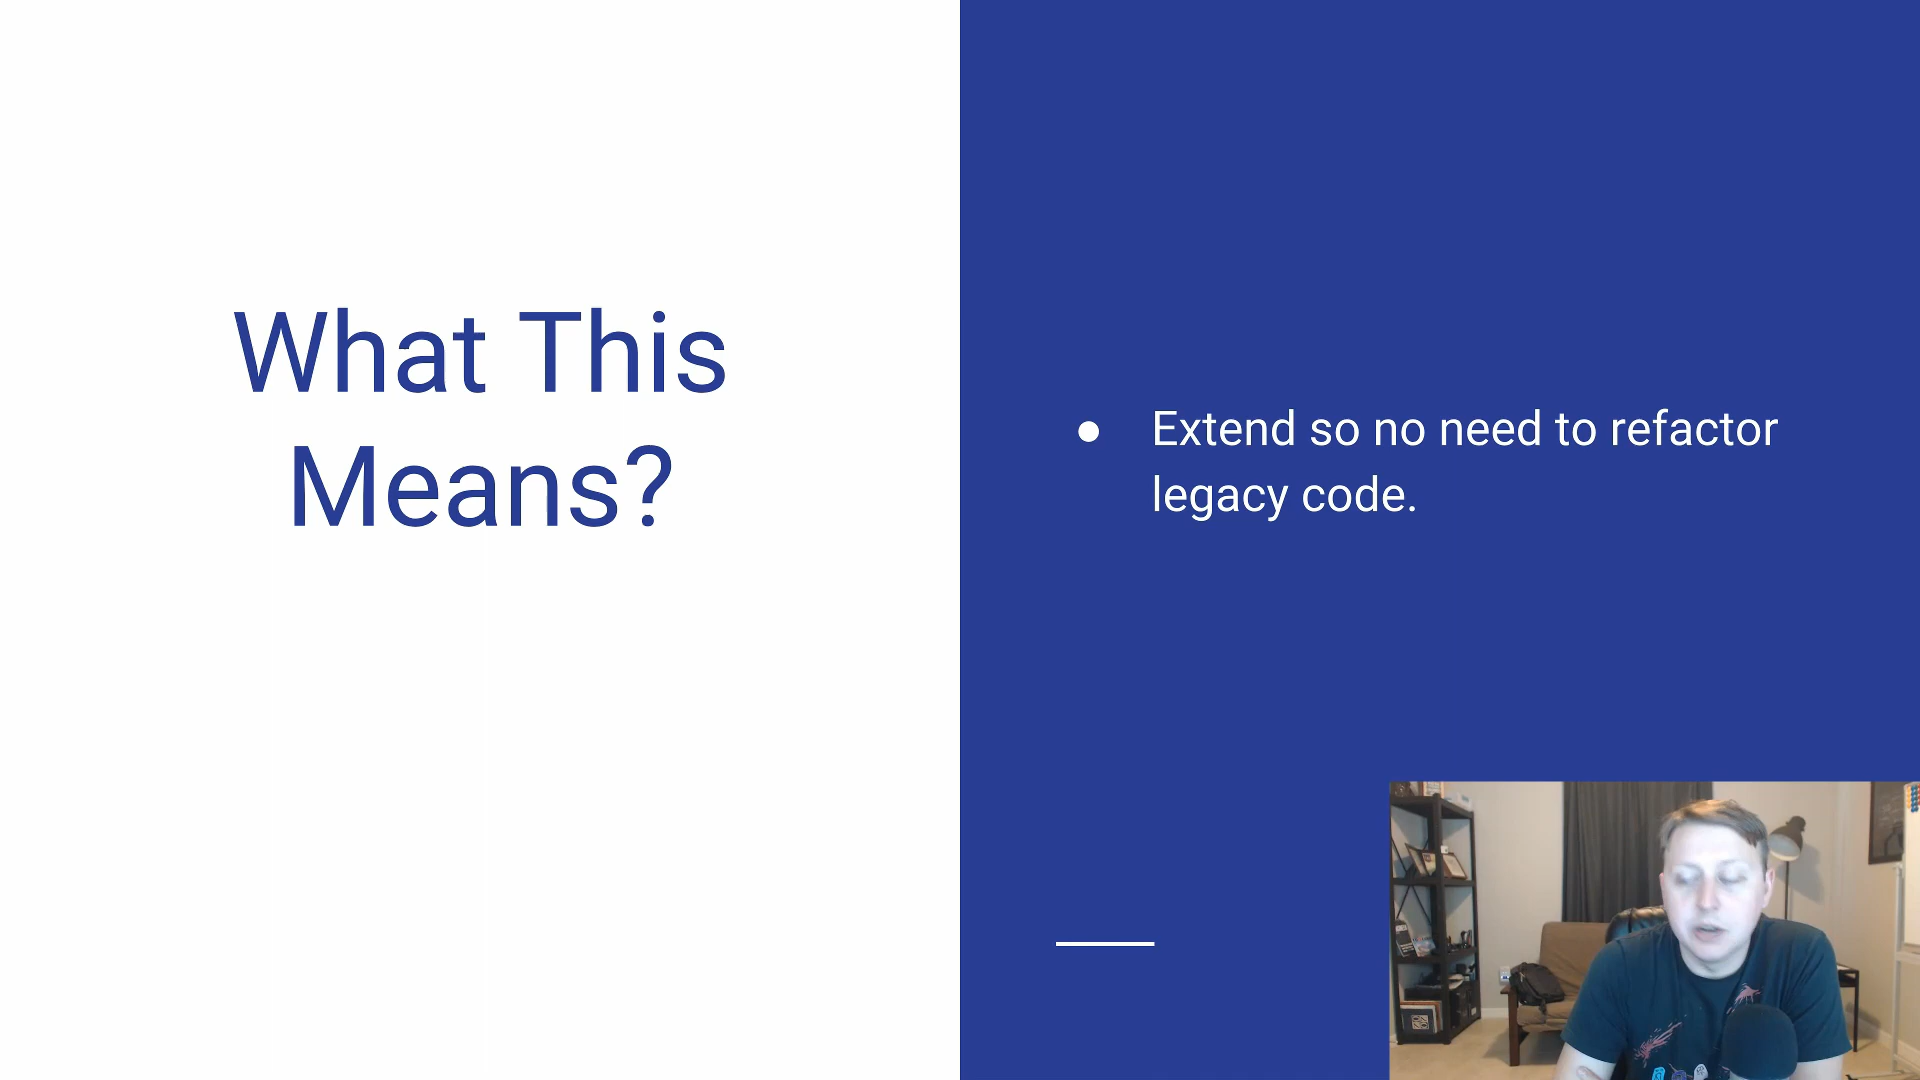 What This
Means?
● Extend so no need to refactor
legacy code.